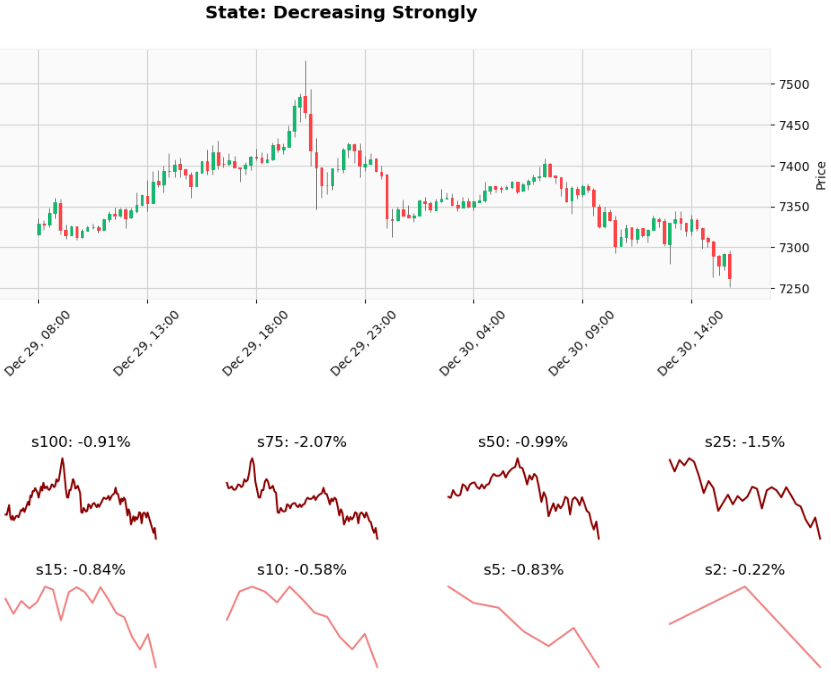 State: Decreasing Strongly
7500
7450
7400
7350
7300
7250
Price
Dec 29, 08:00
Dec 29, 13:00
Dec 29, 18:00
Dec 29, 23:00
Dec 30, 04:00
Dec 30, 09:00
Dec 30, 14:00
s100: -0.91%
s75: -2.07%
s50: -0.99%
s25: -1.5%
s15: -0.84%
s10: -0.58%
s5: -0.83%
s2: -0.22%